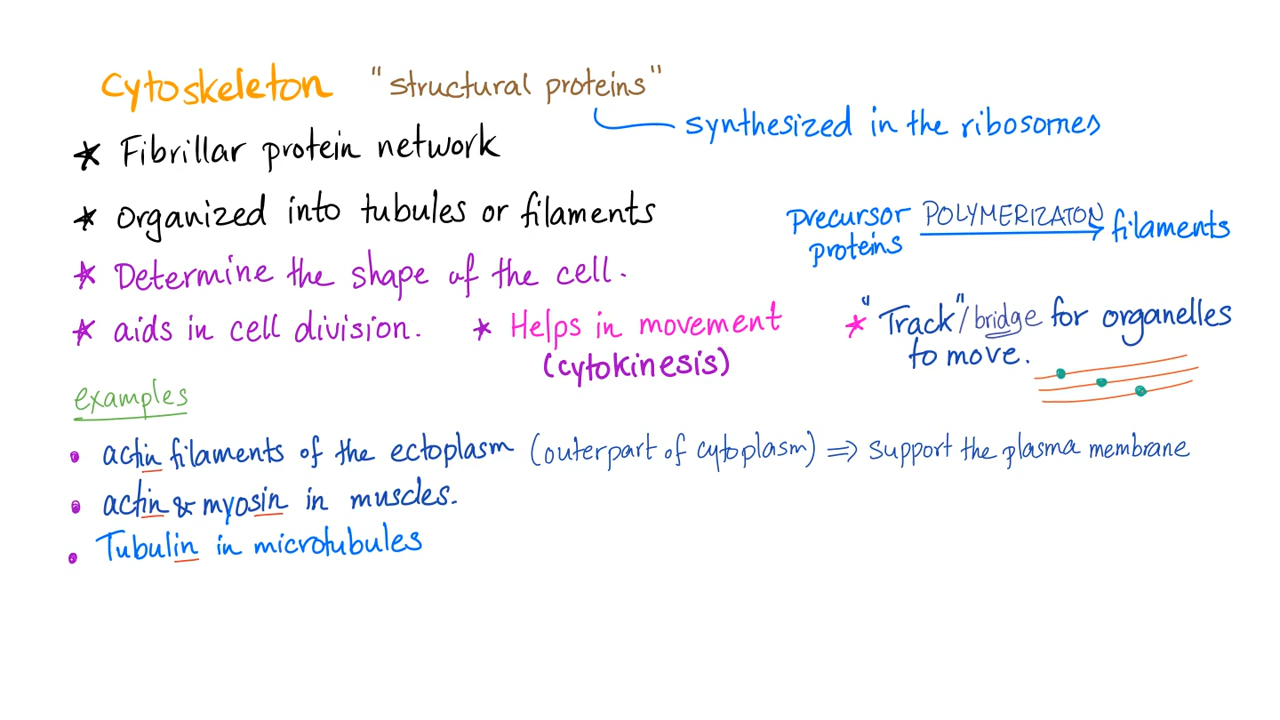 Cytoskeleton "structural proteins"
synthesized in the ribosomes
* Fibrillar protein network
* Organized into tubules or filaments
precursor proteins POLYMERIZATON filaments
* Determine the shape of the cell.
* aids in cell division. * Helps in movement
(cytokinesis)
* "Track"/bridge for organelles
to move.
examples
• actin filaments of the ectoplasm (outerpart of cytoplasm) ⇒ support the plasma membrane
• actin & myosin in muscles.
• Tubulin in microtubules